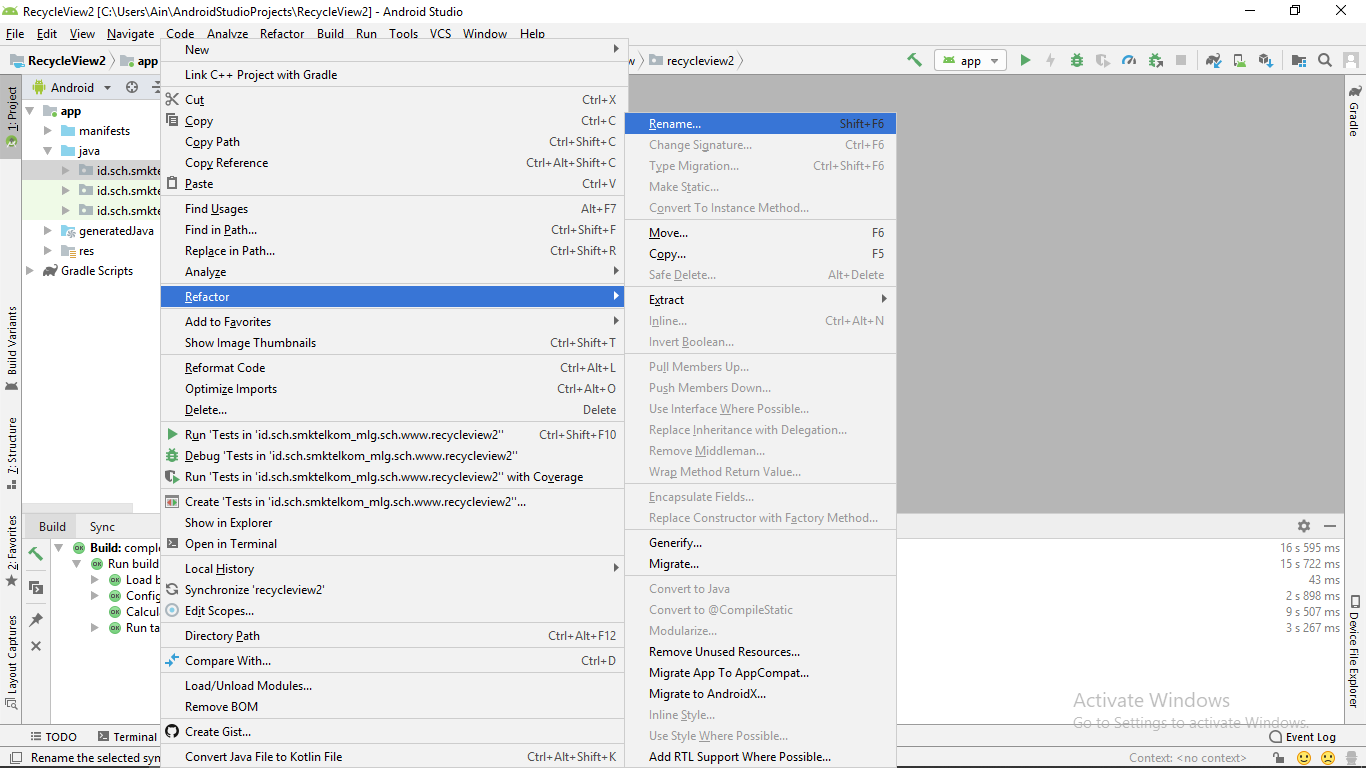 RecycleView2 [C:\Users\Ain\AndroidStudioProjects\RecycleView2] - Android Studio
File Edit View Navigate Code Analyze Refactor Build Run Tools VCS Window Help
RecycleView2 app recycleview2 app
1: Project
Build Variants
7: Structure
2: Favorites
Layout Captures
Android
app
manifests
java
id.sch.smkte
id.sch.smkte
id.sch.smkte
generatedJava
res
Gradle Scripts
New
Link C++ Project with Gradle
Cut Ctrl+X
Copy Ctrl+C
Copy Path Ctrl+Shift+C
Copy Reference Ctrl+Alt+Shift+C
Paste Ctrl+V
Find Usages Alt+F7
Find in Path... Ctrl+Shift+F
Replace in Path... Ctrl+Shift+R
Analyze
Refactor
Add to Favorites
Show Image Thumbnails Ctrl+Shift+T
Reformat Code Ctrl+Alt+L
Optimize Imports Ctrl+Alt+O
Delete... Delete
Run 'Tests in 'id.sch.smktelkom_mlg.sch.www.recycleview2'' Ctrl+Shift+F10
Debug 'Tests in 'id.sch.smktelkom_mlg.sch.www.recycleview2''
Run 'Tests in 'id.sch.smktelkom_mlg.sch.www.recycleview2'' with Coverage
Create 'Tests in 'id.sch.smktelkom_mlg.sch.www.recycleview2''...
Show in Explorer
Open in Terminal
Local History
Synchronize 'recycleview2'
Edit Scopes...
Directory Path Ctrl+Alt+F12
Compare With... Ctrl+D
Load/Unload Modules...
Remove BOM
Create Gist...
Convert Java File to Kotlin File Ctrl+Alt+Shift+K
Rename... Shift+F6
Change Signature... Ctrl+F6
Type Migration... Ctrl+Shift+F6
Make Static...
Convert To Instance Method...
Move... F6
Copy... F5
Safe Delete... Alt+Delete
Extract
Inline... Ctrl+Alt+N
Invert Boolean...
Pull Members Up...
Push Members Down...
Use Interface Where Possible...
Replace Inheritance with Delegation...
Remove Middleman...
Wrap Method Return Value...
Encapsulate Fields...
Replace Constructor with Factory Method...
Generify...
Migrate...
Convert to Java
Convert to @CompileStatic
Modularize...
Remove Unused Resources...
Migrate App To AppCompat...
Migrate to AndroidX...
Inline Style...
Use Style Where Possible...
Add RTL Support Where Possible...
Gradle
Device File Explorer
Build Sync
Build: comple
Run build
Load b
Config
Calcul
Run ta
16 s 595 ms
15 s 722 ms
43 ms
2 s 898 ms
9 s 507 ms
3 s 267 ms
Activate Windows
Go to Settings to activate Windows.
TODO Terminal Event Log
Rename the selected sym Context: <no context>